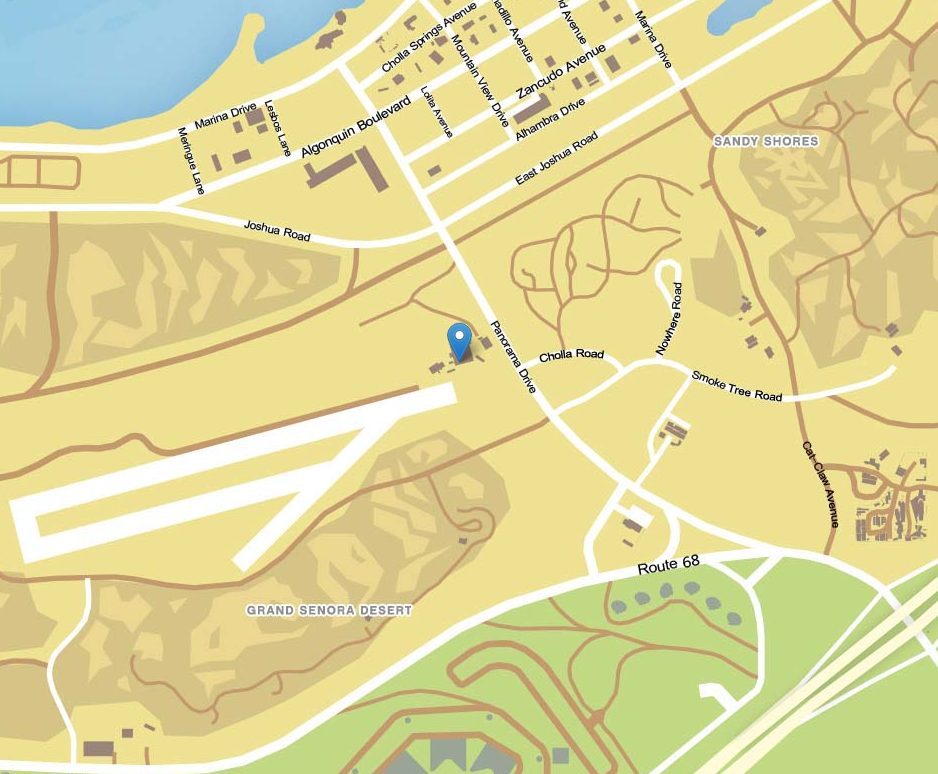 Cholla Springs Avenue
Marina Drive
Mountain View Drive
Zancudo Avenue
Marina Drive
Lesbos Lane
Lolita Avenue
Algonquin Boulevard
Alhambra Drive
Meringue Lane
East Joshua Road
SANDY SHORES
Joshua Road
Nowhere Road
Panorama Drive
Cholla Road
Smoke Tree Road
Cat-Claw Avenue
Route 68
GRAND SENORA DESERT